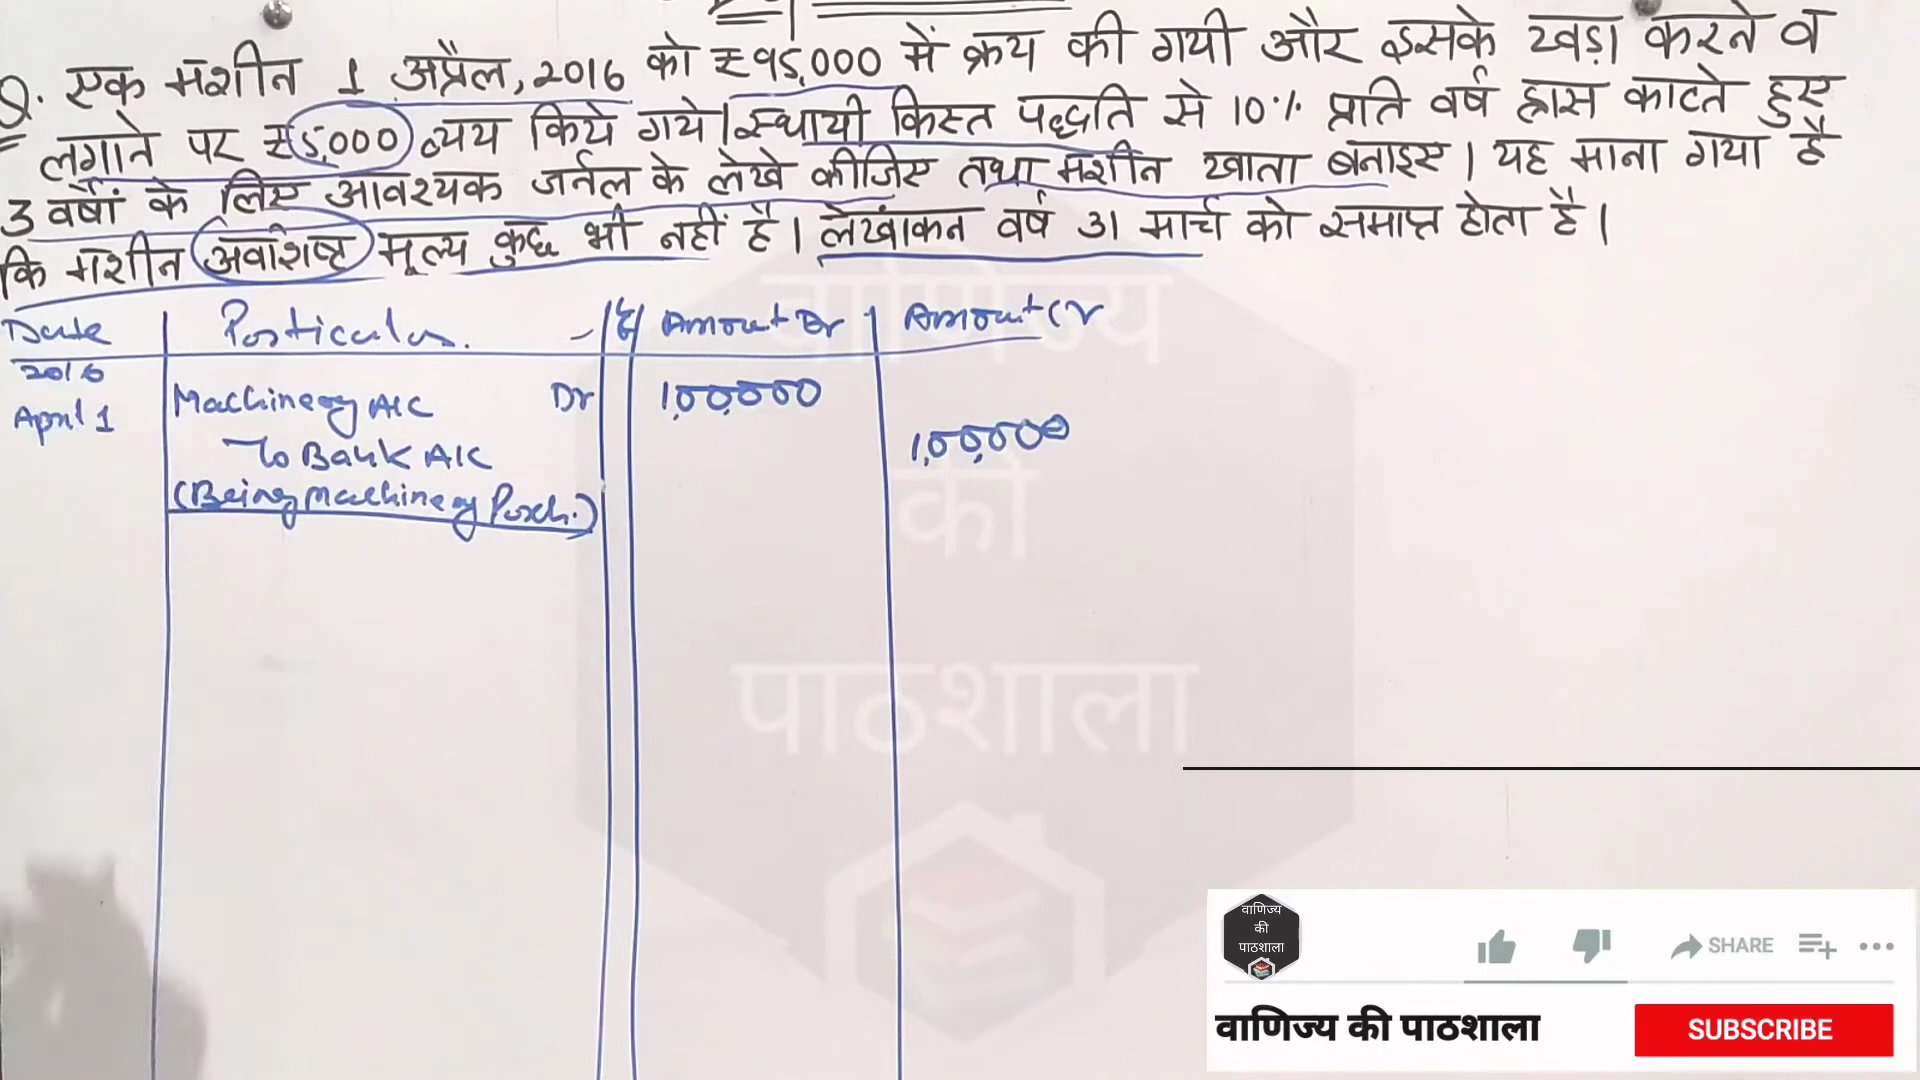 Q. एक मशीन 1 अप्रैल, 2016 को ₹95,000 में क्रय की गयी और इसके खड़ा करने व
लगाने पर ₹5,000 व्यय किये गये। स्थायी किस्त पद्धति से 10% प्रति वर्ष ह्रास काटते हुए
3 वर्षों के लिए आवश्यक जर्नल के लेखे कीजिए तथा मशीन खाता बनाइए। यह माना गया है
कि मशीन अवशिष्ट मूल्य कुछ भी नहीं है। लेखांकन वर्ष 31 मार्च को समाप्त होता है।
Date Particulas. Amount Dr Amount Cr
2016
April 1 Machinery A/C Dr 1,00,000
To Bank A/C 1,00,000
(Being machinery Purch.)
वाणिज्य
की
पाठशाला
वाणिज्य
की
पाठशाला
SHARE
वाणिज्य की पाठशाला
SUBSCRIBE